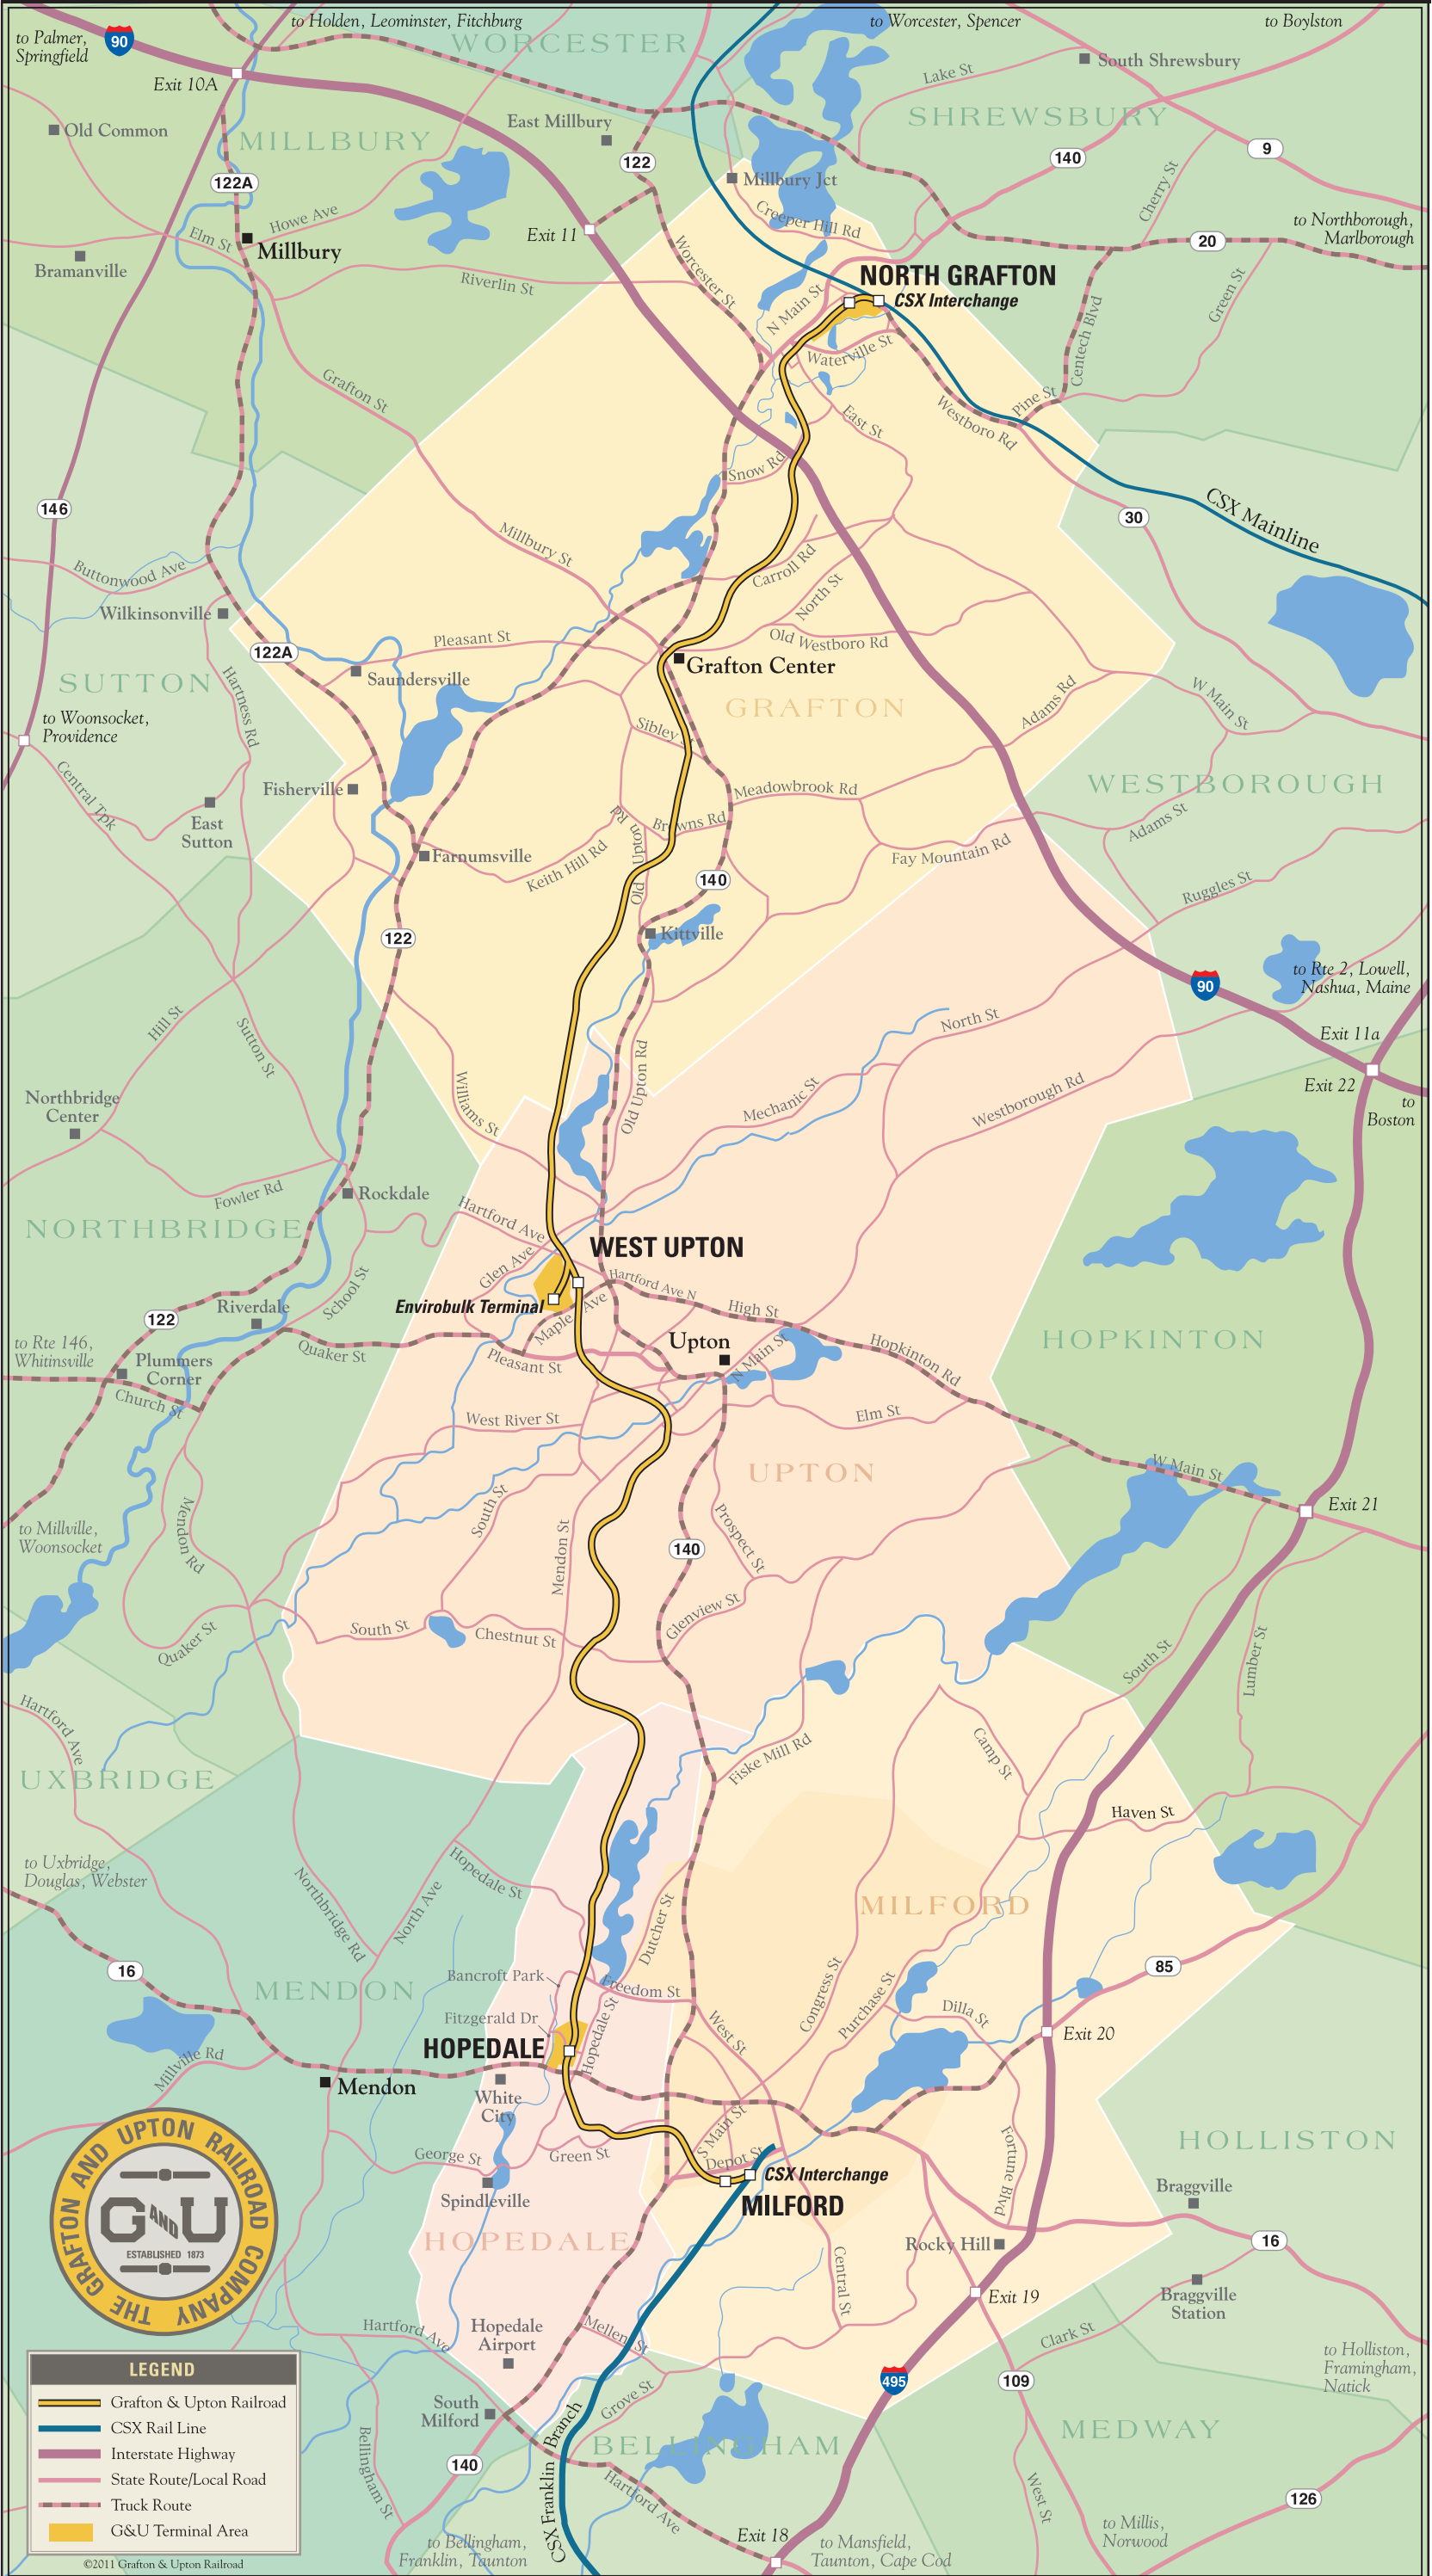 to Holden, Leominster, Fitchburg
to Worcester, Spencer
to Boylston
to Palmer,
Springfield
90
WORCESTER
South Shrewsbury
Exit 10A
Lake St
SHREWSBURY
Old Common
MILLBURY
East Millbury
122
140
9
122A
Millbury Jct
Cherry St
Howe Ave
Creeper Hill Rd
to Northborough,
Marlborough
Elm St
Millbury
Exit 11
20
Bramanville
Riverlin St
Worcester St
NORTH GRAFTON
CSX Interchange
N Main St
Green St
Centech Blvd
Waterville St
Grafton St
East St
Westboro Rd
Pine St
Snow Rd
146
30
CSX Mainline
Millbury St
Buttonwood Ave
Carroll Rd
North St
Wilkinsonville
Pleasant St
Old Westboro Rd
122A
Saundersville
Grafton Center
SUTTON
Hartness Rd
GRAFTON
Adams Rd
W Main St
to Woonsocket,
Providence
Sibley St
Central Tpk
Fisherville
Meadowbrook Rd
WESTBOROUGH
East
Sutton
Browns Rd
Old Upton Rd
Adams St
Farnumsville
Keith Hill Rd
Fay Mountain Rd
140
Ruggles St
122
Kittville
to Rte 2, Lowell,
Nashua, Maine
90
Hill St
Sutton St
North St
Exit 11a
Old Upton Rd
Williams St
Mechanic St
Westborough Rd
Exit 22
to
Boston
Northbridge
Center
Fowler Rd
Rockdale
Hartford Ave
NORTHBRIDGE
WEST UPTON
Glen Ave
Hartford Ave N
School St
Envirobulk Terminal
Maple Ave
High St
Riverdale
122
Upton
N Main St
Hopkinton Rd
HOPKINTON
to Rte 146,
Whitinsville
Quaker St
Pleasant St
Plummers
Corner
Church St
West River St
Elm St
UPTON
W Main St
Mendon Rd
South St
Exit 21
to Millville,
Woonsocket
Mendon St
Prospect St
140
Glenview St
Quaker St
South St
Chestnut St
South St
Lumber St
Hartford Ave
UXBRIDGE
Fiske Mill Rd
Camp St
Haven St
to Uxbridge,
Douglas, Webster
Hopedale St
Northbridge Rd
North Ave
Dutcher St
MILFORD
16
MENDON
Bancroft Park
Freedom St
Congress St
Purchase St
85
Fitzgerald Dr
Hopedale St
West St
Dilla St
HOPEDALE
Exit 20
Millville Rd
Mendon
White
City
S Main St
Fortune Blvd
George St
Green St
Depot St
CSX Interchange
MILFORD
HOLLISTON
Spindleville
Braggville
THE GRAFTON AND UPTON RAILROAD COMPANY
G AND U
ESTABLISHED 1873
HOPEDALE
Rocky Hill
16
Central St
Exit 19
Braggville
Station
Hartford Ave
Hopedale
Airport
Mellen St
Clark St
to Holliston,
Framingham,
Natick
495
109
South
Milford
Grove St
BELLINGHAM
MEDWAY
140
Bellingham St
Hartford Ave
West St
126
CSX Franklin Branch
to Bellingham,
Franklin, Taunton
Exit 18
to Mansfield,
Taunton, Cape Cod
to Millis,
Norwood
LEGEND
Grafton & Upton Railroad
CSX Rail Line
Interstate Highway
State Route/Local Road
Truck Route
G&U Terminal Area
©2011 Grafton & Upton Railroad